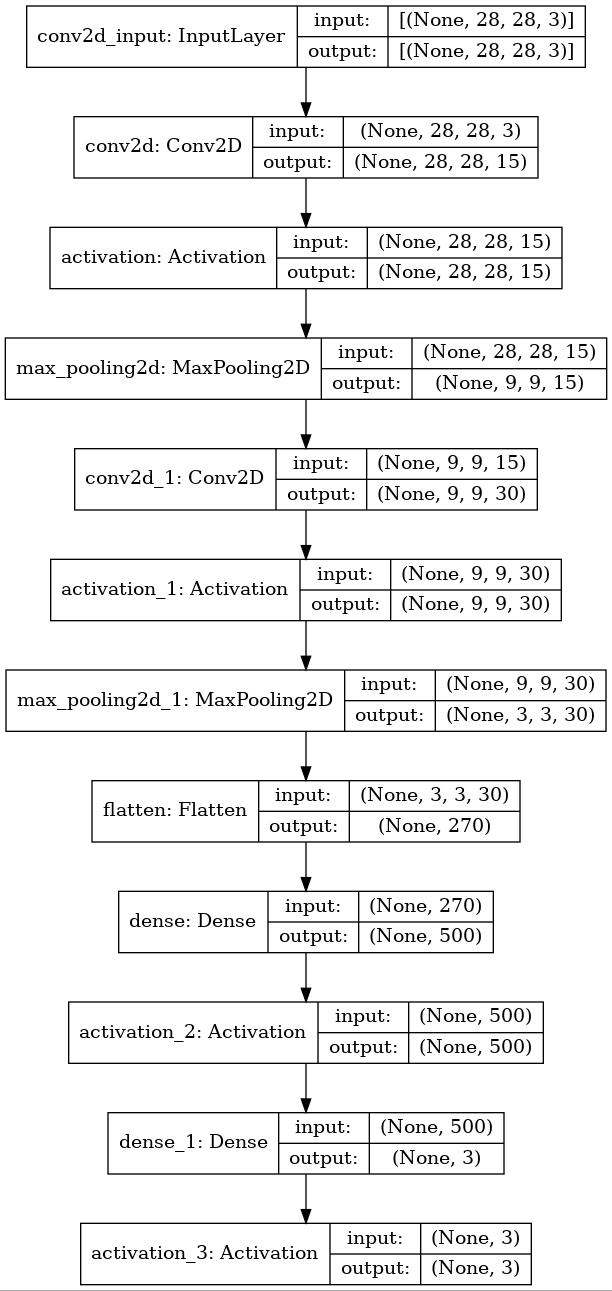 conv2d_input: InputLayer
input: [(None, 28, 28, 3)]
output: [(None, 28, 28, 3)]
conv2d: Conv2D
input: (None, 28, 28, 3)
output: (None, 28, 28, 15)
activation: Activation
input: (None, 28, 28, 15)
output: (None, 28, 28, 15)
max_pooling2d: MaxPooling2D
input: (None, 28, 28, 15)
output: (None, 9, 9, 15)
conv2d_1: Conv2D
input: (None, 9, 9, 15)
output: (None, 9, 9, 30)
activation_1: Activation
input: (None, 9, 9, 30)
output: (None, 9, 9, 30)
max_pooling2d_1: MaxPooling2D
input: (None, 9, 9, 30)
output: (None, 3, 3, 30)
flatten: Flatten
input: (None, 3, 3, 30)
output: (None, 270)
dense: Dense
input: (None, 270)
output: (None, 500)
activation_2: Activation
input: (None, 500)
output: (None, 500)
dense_1: Dense
input: (None, 500)
output: (None, 3)
activation_3: Activation
input: (None, 3)
output: (None, 3)